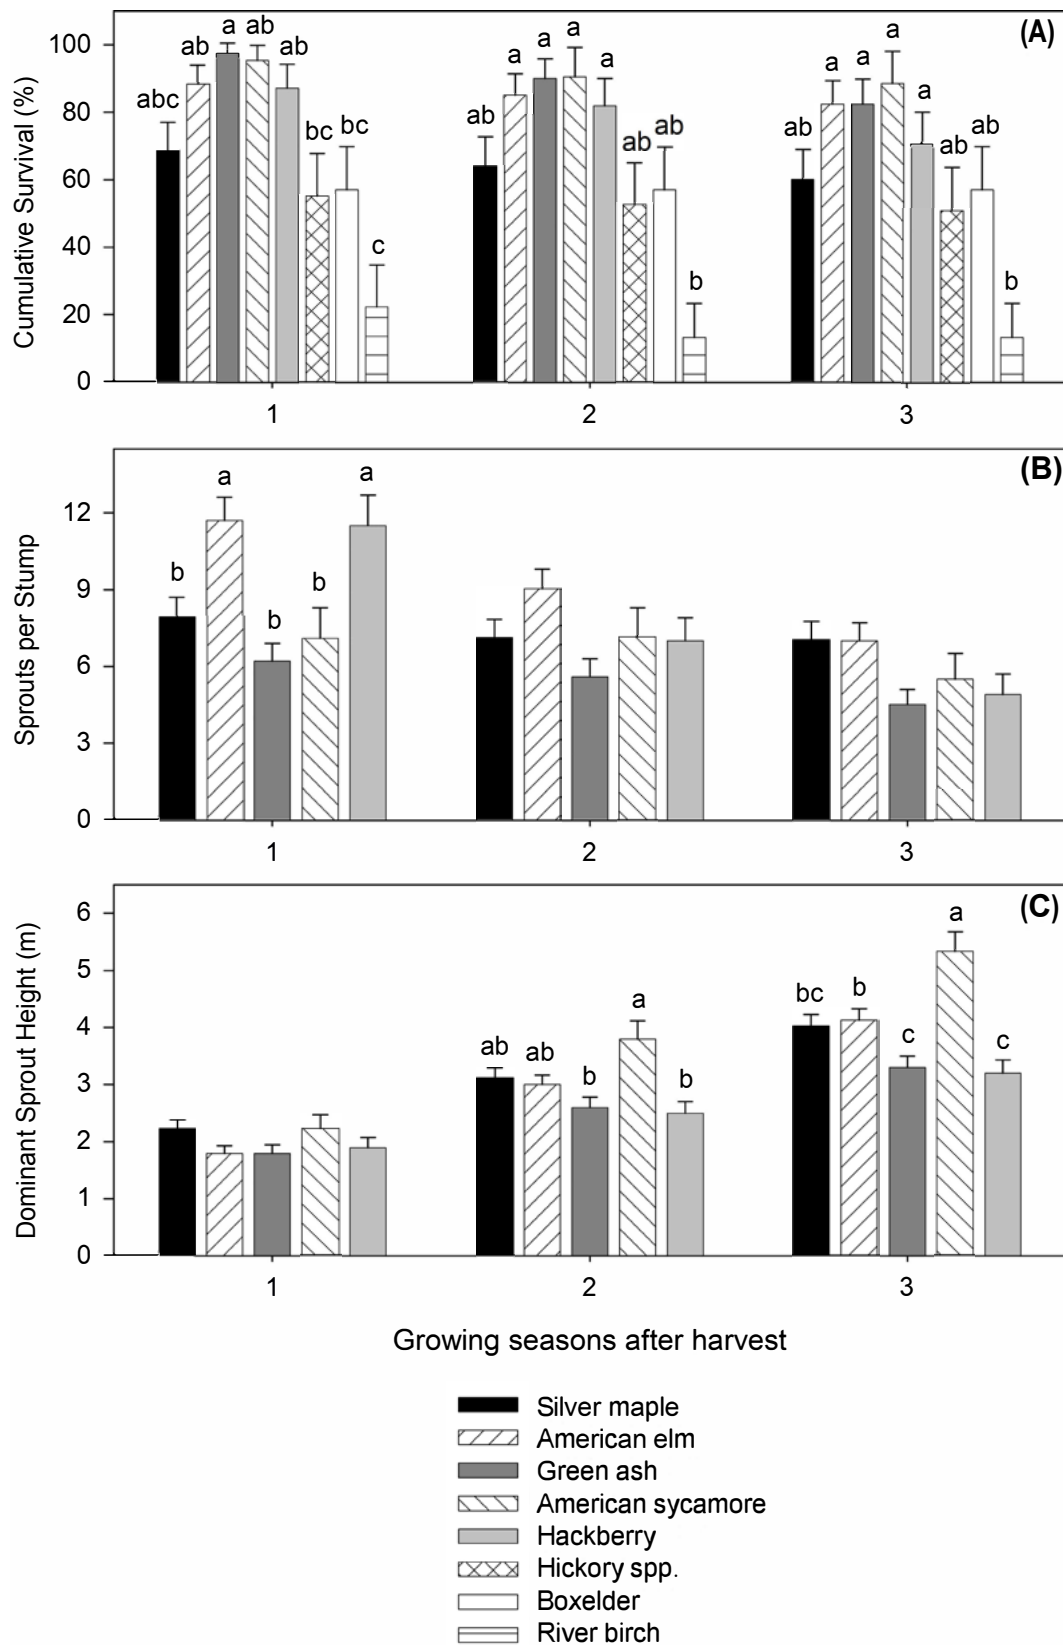 (A)
Cumulative Survival (%)
100
80
60
40
20
0
abc
ab
a
ab
ab
bc
bc
c
ab
a
a
a
a
ab
ab
b
ab
a
a
a
a
ab
ab
b
1
2
3
(B)
Sprouts per Stump
12
9
6
3
0
b
a
b
b
a
1
2
3
(C)
Dominant Sprout Height (m)
6
5
4
3
2
1
0
ab
ab
b
a
b
bc
b
c
a
c
1
2
3
Growing seasons after harvest
Silver maple
American elm
Green ash
American sycamore
Hackberry
Hickory spp.
Boxelder
River birch